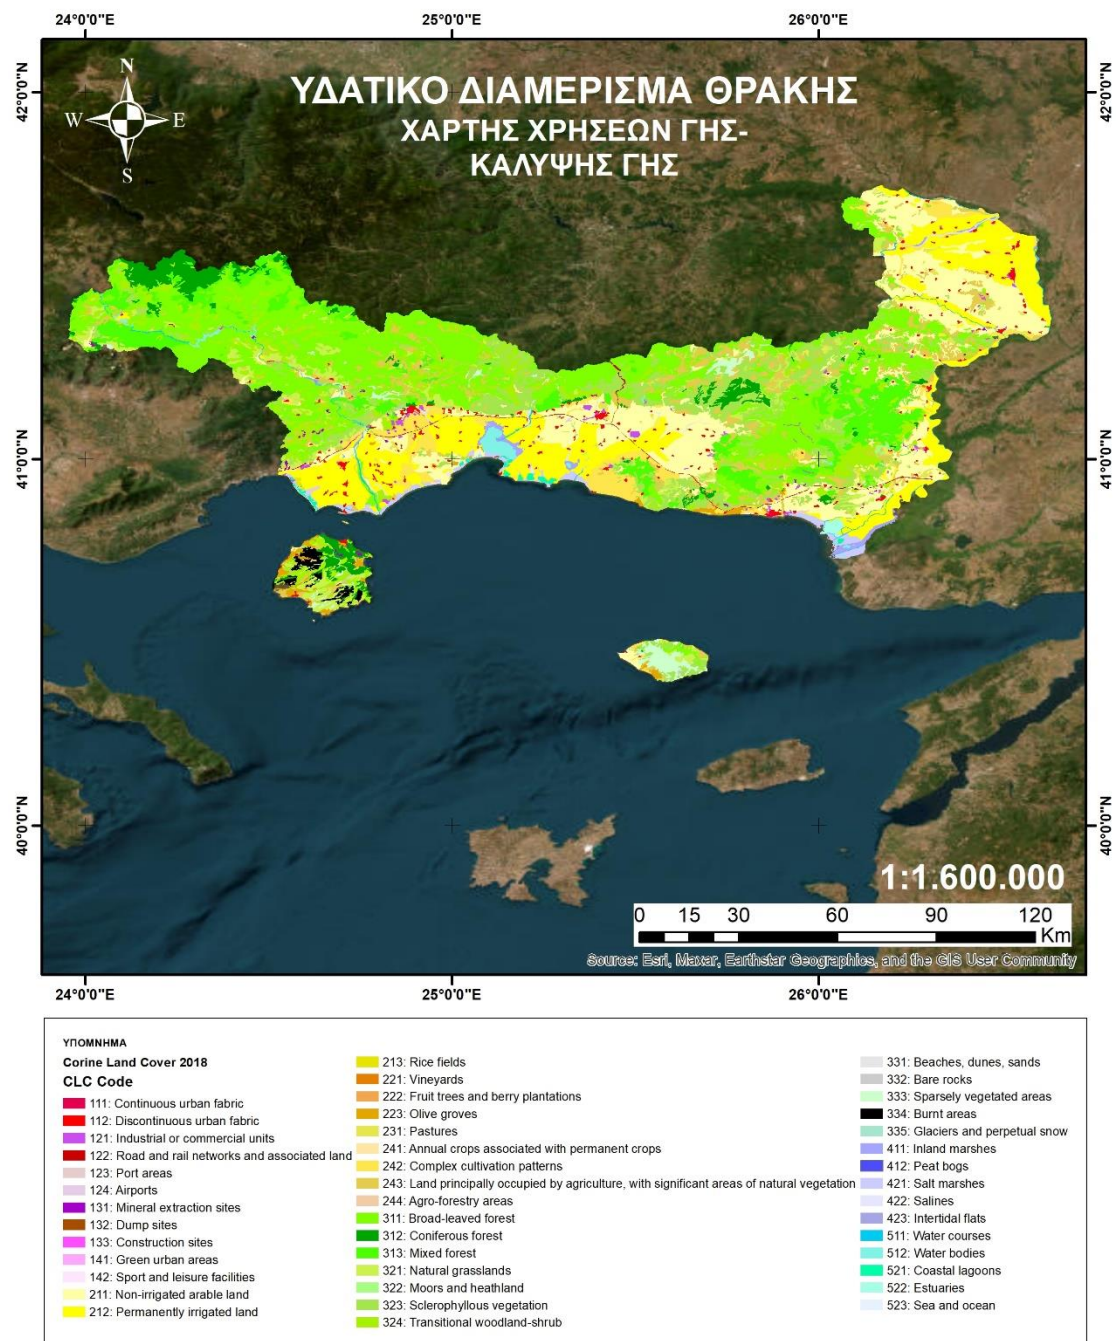 24°0'0"E 25°0'0"E 26°0'0"E
42°0'0"N 42°0'0"N
N
W E
S
ΥΔΑΤΙΚΟ ΔΙΑΜΕΡΙΣΜΑ ΘΡΑΚΗΣ
ΧΑΡΤΗΣ ΧΡΗΣΕΩΝ ΓΗΣ-
ΚΑΛΥΨΗΣ ΓΗΣ
41°0'0"N 41°0'0"N
40°0'0"N 40°0'0"N
1:1.600.000
0 15 30 60 90 120
Km
Source: Esri, Maxar, Earthstar Geographics, and the GIS User Community
24°0'0"E 25°0'0"E 26°0'0"E
ΥΠΟΜΝΗΜΑ
Corine Land Cover 2018
CLC Code
111: Continuous urban fabric
112: Discontinuous urban fabric
121: Industrial or commercial units
122: Road and rail networks and associated land
123: Port areas
124: Airports
131: Mineral extraction sites
132: Dump sites
133: Construction sites
141: Green urban areas
142: Sport and leisure facilities
211: Non-irrigated arable land
212: Permanently irrigated land
213: Rice fields
221: Vineyards
222: Fruit trees and berry plantations
223: Olive groves
231: Pastures
241: Annual crops associated with permanent crops
242: Complex cultivation patterns
243: Land principally occupied by agriculture, with significant areas of natural vegetation
244: Agro-forestry areas
311: Broad-leaved forest
312: Coniferous forest
313: Mixed forest
321: Natural grasslands
322: Moors and heathland
323: Sclerophyllous vegetation
324: Transitional woodland-shrub
331: Beaches, dunes, sands
332: Bare rocks
333: Sparsely vegetated areas
334: Burnt areas
335: Glaciers and perpetual snow
411: Inland marshes
412: Peat bogs
421: Salt marshes
422: Salines
423: Intertidal flats
511: Water courses
512: Water bodies
521: Coastal lagoons
522: Estuaries
523: Sea and ocean